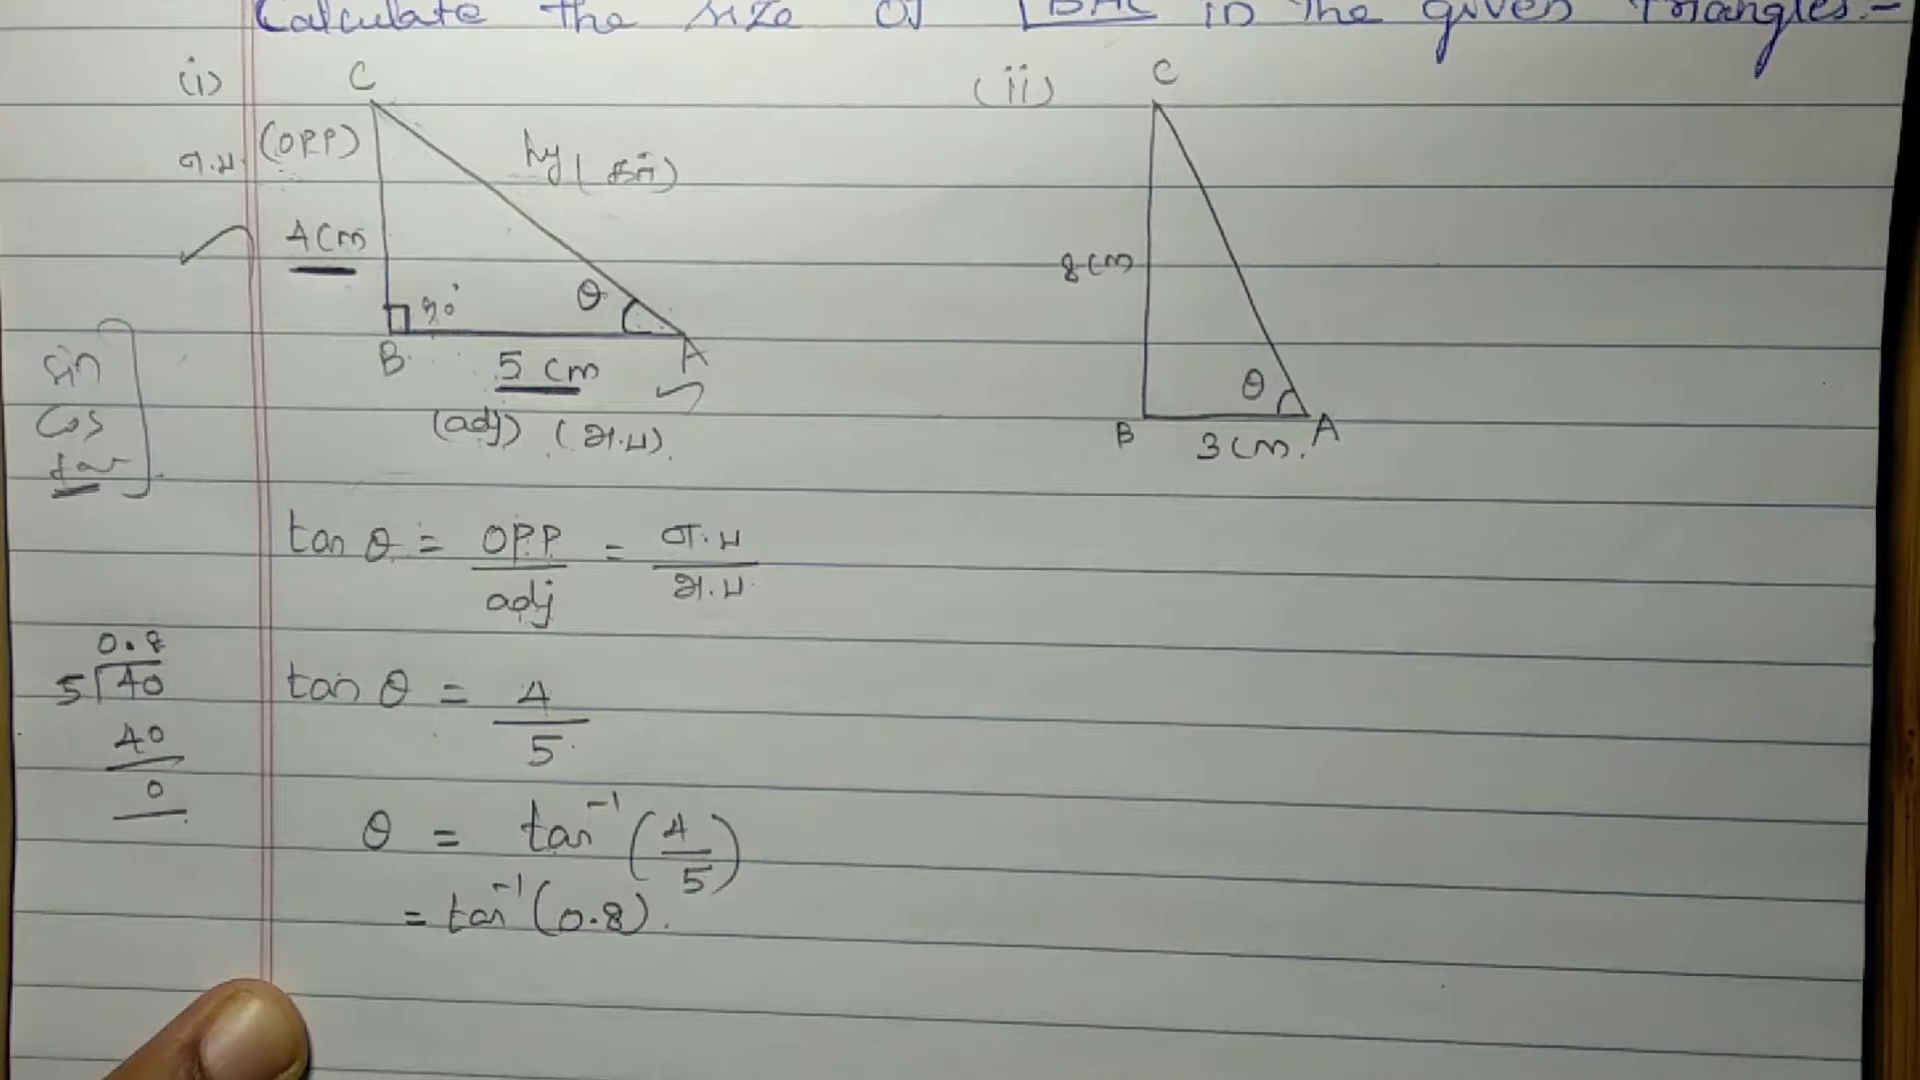 Calculate the size of ∟BAC in the given triangles:-
(i) C
எ.ப (OPP) hy (கர்)
4 cm
90° θ
B A
5 cm
(adj) (அ.ப)
(ii) C
8 cm
θ
B 3 cm. A
sin
cos
tan
tan θ = OPP/adj = எ.ப/அ.ப
tan θ = 4/5
θ = tan⁻¹(4/5)
= tan⁻¹(0.8).
0.8
5 40
40
0